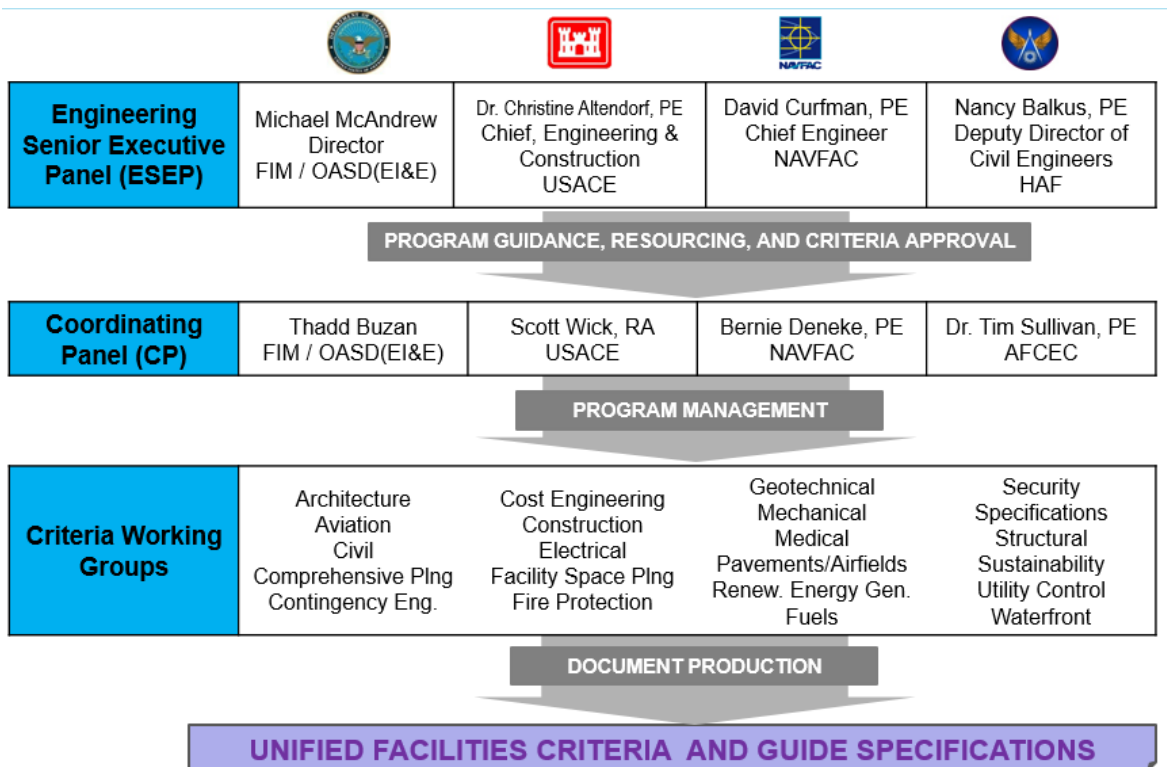 DEPARTMENT OF DEFENSE
NAVFAC
Engineering
Senior Executive
Panel (ESEP)
Michael McAndrew
Director
FIM / OASD(EI&E)
Dr. Christine Altendorf, PE
Chief, Engineering &
Construction
USACE
David Curfman, PE
Chief Engineer
NAVFAC
Nancy Balkus, PE
Deputy Director of
Civil Engineers
HAF
PROGRAM GUIDANCE, RESOURCING, AND CRITERIA APPROVAL
Coordinating
Panel (CP)
Thadd Buzan
FIM / OASD(EI&E)
Scott Wick, RA
USACE
Bernie Deneke, PE
NAVFAC
Dr. Tim Sullivan, PE
AFCEC
PROGRAM MANAGEMENT
Criteria Working
Groups
Architecture
Aviation
Civil
Comprehensive Plng
Contingency Eng.
Cost Engineering
Construction
Electrical
Facility Space Plng
Fire Protection
Geotechnical
Mechanical
Medical
Pavements/Airfields
Renew. Energy Gen.
Fuels
Security
Specifications
Structural
Sustainability
Utility Control
Waterfront
DOCUMENT PRODUCTION
UNIFIED FACILITIES CRITERIA AND GUIDE SPECIFICATIONS